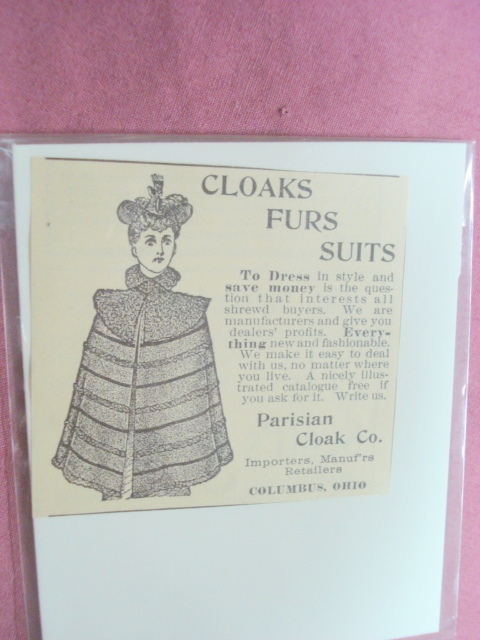 CLOAKS
FURS
SUITS
To Dress in style and
save money is the ques-
tion that interests all
shrewd buyers. We are
manufacturers and give you
dealers' profits. Every-
thing new and fashionable.
We make it easy to deal
with us, no matter where
you live. A nicely illus-
trated catalogue free if
you ask for it. Write us.
Parisian
Cloak Co.
Importers, Manuf'rs
Retailers
COLUMBUS, OHIO